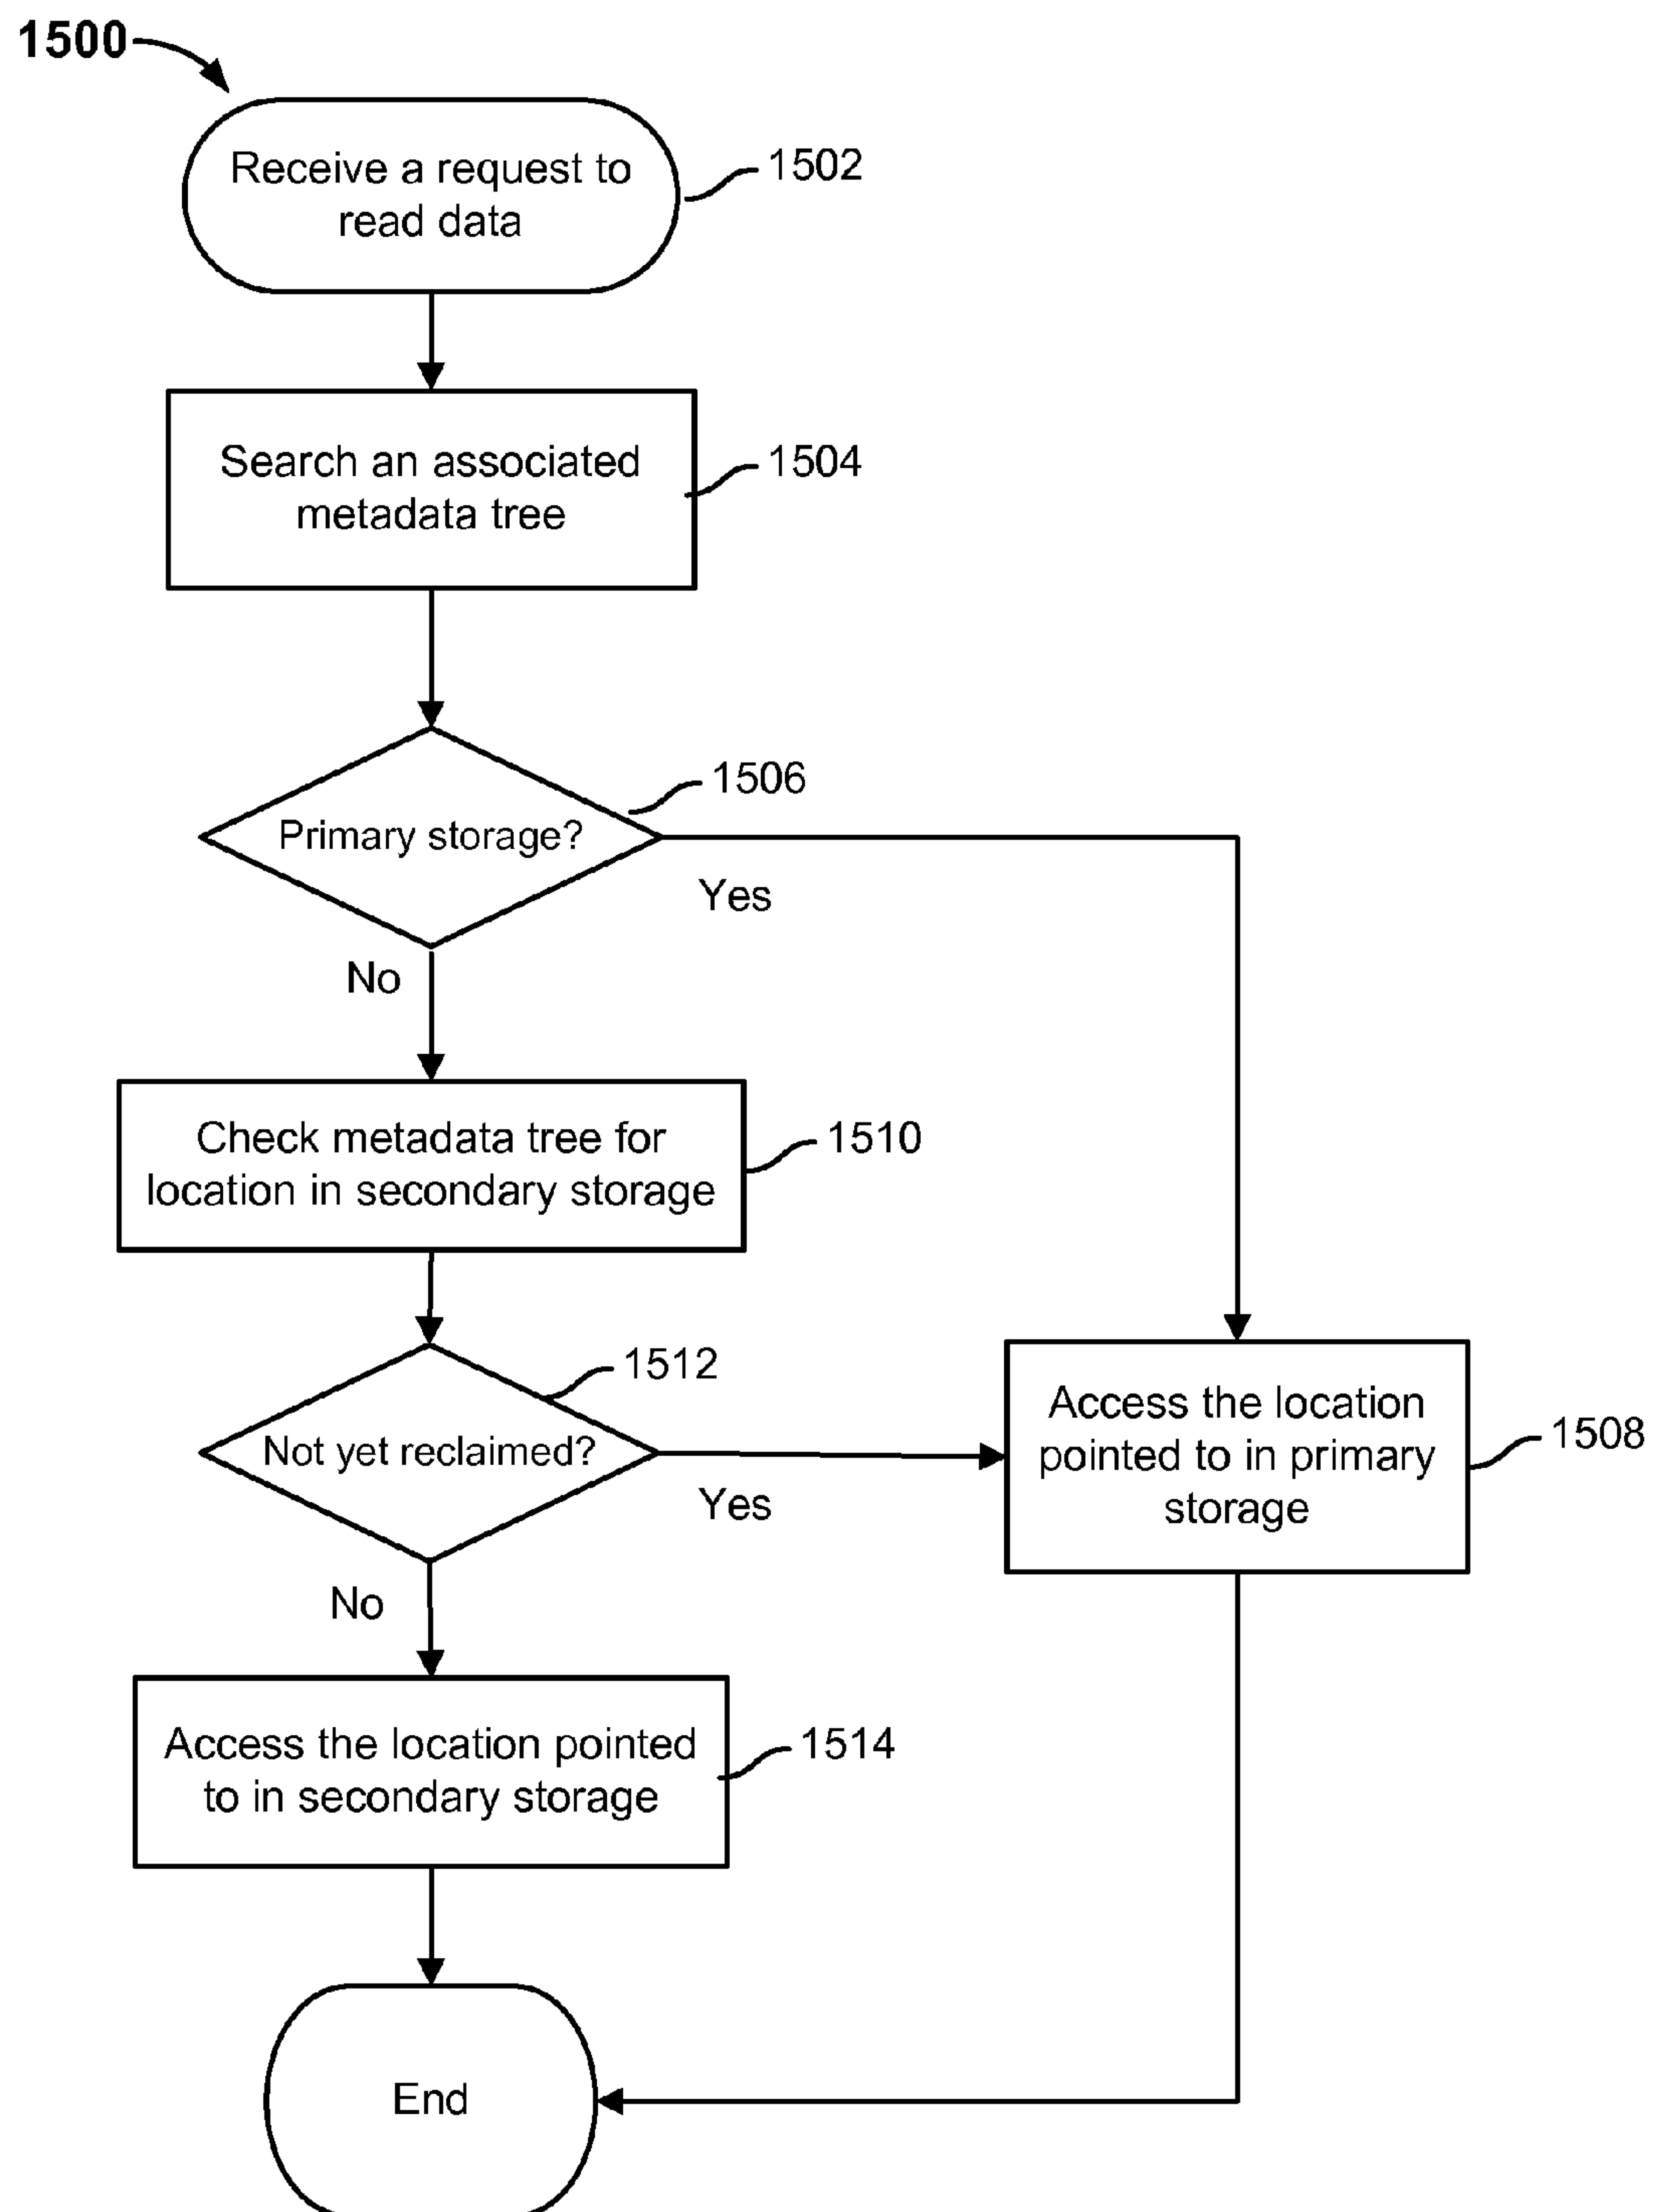 1500
Receive a request to
read data
1502
Search an associated
metadata tree
1504
1506
Primary storage?
Yes
No
Check metadata tree for
location in secondary storage
1510
1512
Not yet reclaimed?
Yes
No
Access the location
pointed to in primary
storage
1508
Access the location pointed
to in secondary storage
1514
End